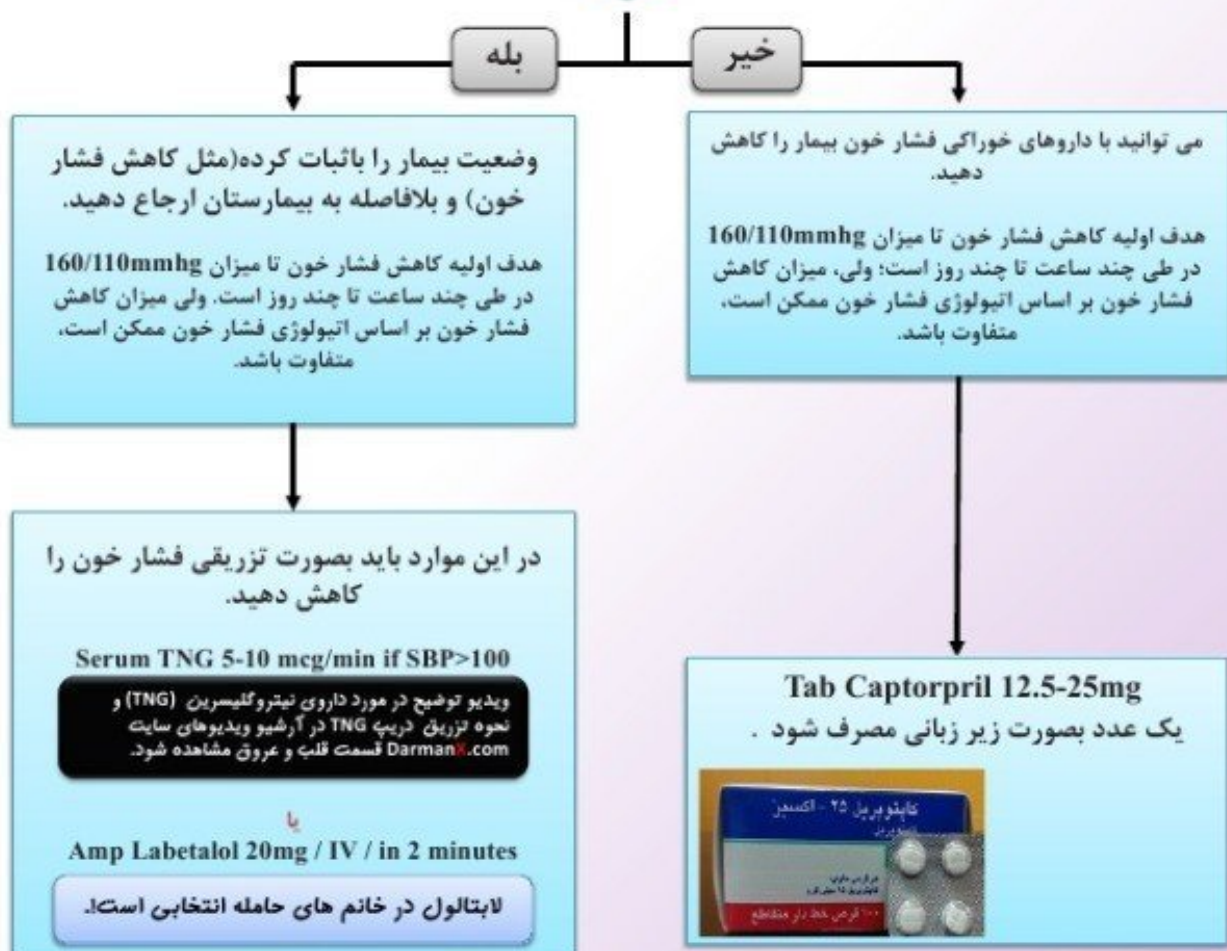 خیر
بله
می توانید با داروهای خوراکی فشار خون بیمار را کاهش
دهید.
هدف اولیه کاهش فشار خون تا میزان 160/110mmhg
در طی چند ساعت تا چند روز است؛ ولی، میزان کاهش
فشار خون بر اساس اتیولوژی فشار خون ممکن است،
متفاوت باشد.
Tab Captorpril 12.5-25mg
یک عدد بصورت زیر زبانی مصرف شود .
کاپتوپریل ۲۵ - اکسیر
۱۰۰ قرص خط دار منقاطع
وضعیت بیمار را باثبات کرده(مثل کاهش فشار
خون) و بلافاصله به بیمارستان ارجاع دهید.
هدف اولیه کاهش فشار خون تا میزان 160/110mmhg
در طی چند ساعت تا چند روز است. ولی میزان کاهش
فشار خون بر اساس اتیولوژی فشار خون ممکن است،
متفاوت باشد.
در این موارد باید بصورت تزریقی فشار خون را
کاهش دهید.
Serum TNG 5-10 mcg/min if SBP>100
ویدیو توضیح در مورد داروی نیتروگلیسرین (TNG) و
نحوه تزریق دریپ TNG در آرشیو ویدیوهای سایت
DarmanX.com قسمت قلب و عروق مشاهده شود.
یا
Amp Labetalol 20mg / IV / in 2 minutes
لابتالول در خانم های حامله انتخابی است!.